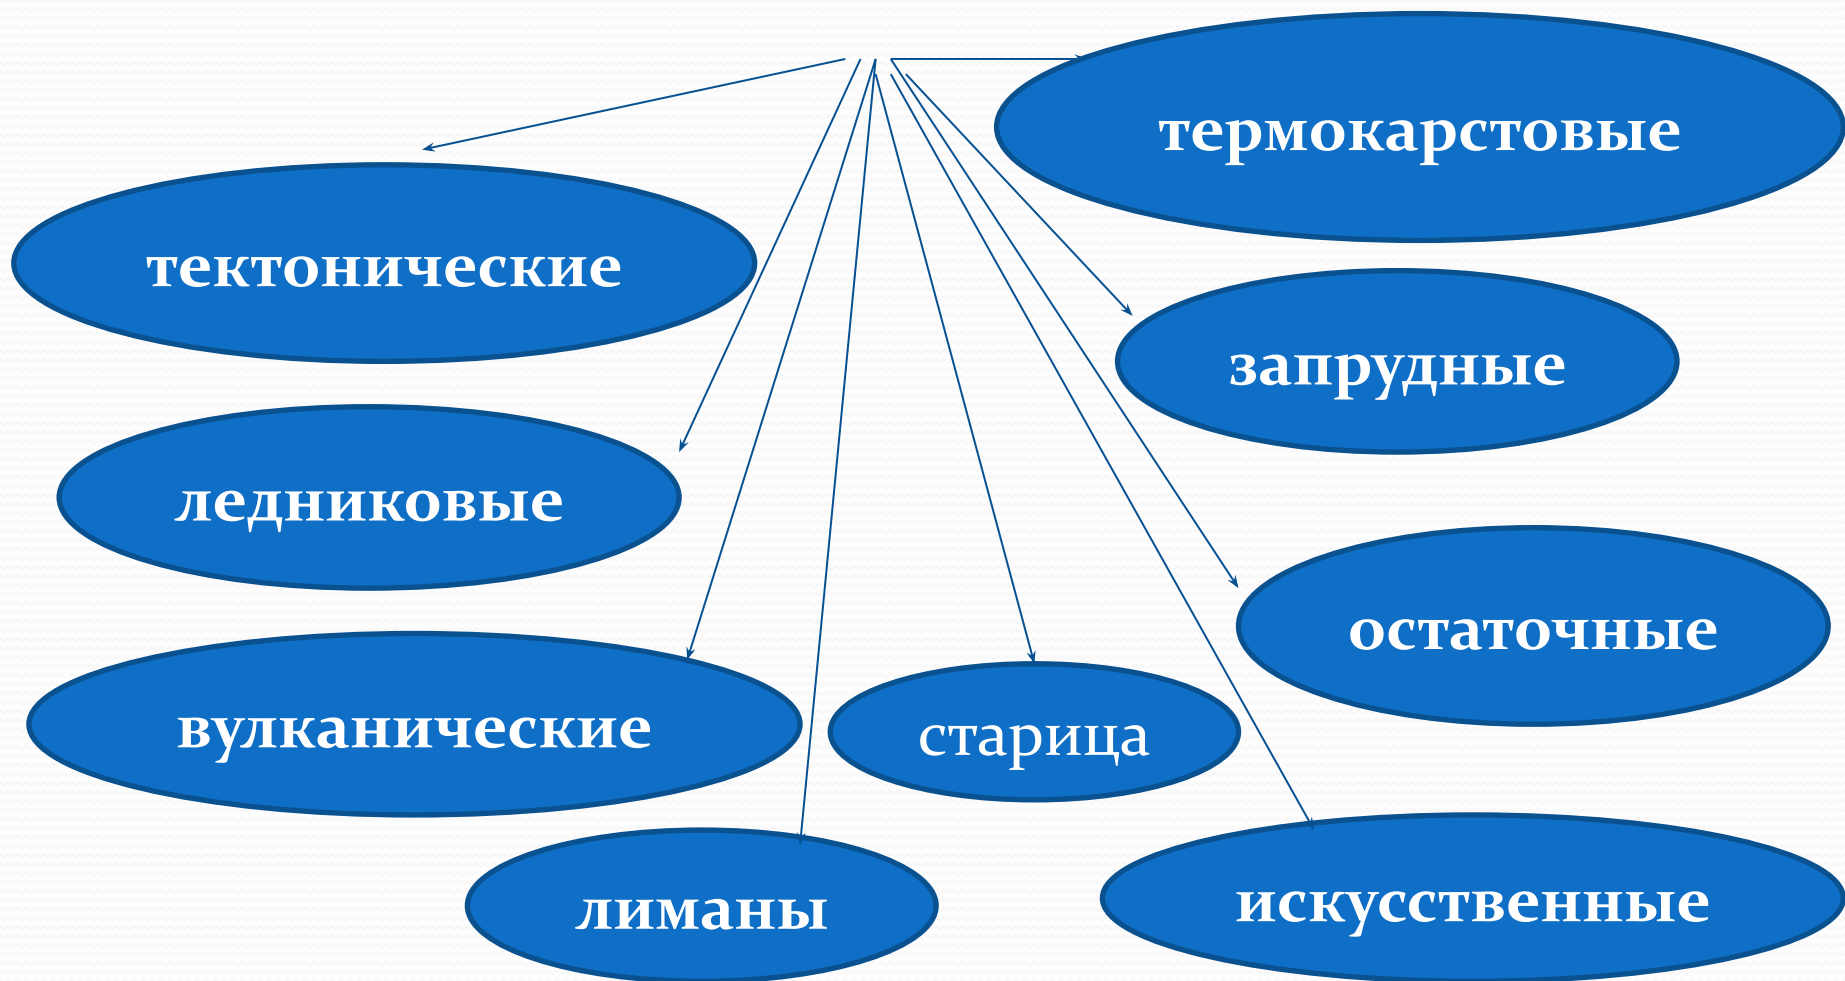 термокарстовые
тектонические
запрудные
ледниковые
остаточные
вулканические
старица
лиманы
искусственные